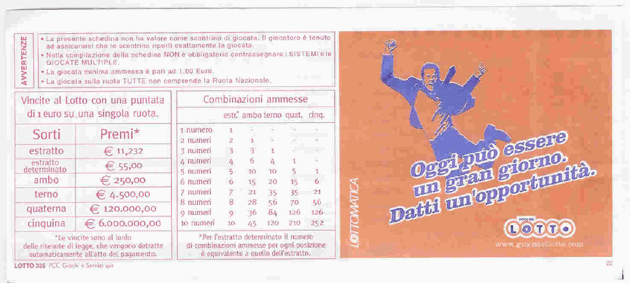 AVVERTENZE
• La presente schedina non ha valore come scontrino di giocata. Il giocatore è tenuto
ad assicurarsi che lo scontrino riporti esattamente la giocata.
• Nella compilazione della schedina NON è obbligatorio contrassegnare i SISTEMI e le
GIOCATE MULTIPLE.
• La giocata minima ammessa è pari ad 1,00 Euro.
• La giocata sulla ruota TUTTE non comprende la Ruota Nazionale.
Vincite al Lotto con una puntata
di 1 euro su una singola ruota.
Sorti Premi*
estratto € 11,232
estratto determinato € 55,00
ambo € 250,00
terno € 4.500,00
quaterna € 120.000,00
cinquina € 6.000.000,00
*Le vincite sono al lordo
delle ritenute di legge, che vengono detratte
automaticamente all'atto del pagamento.
LOTTO 335 PCC Giochi e Servizi spa
Combinazioni ammesse
estr.* ambo terno quat. cinq.
1 numero 1 - - - -
2 numeri 2 1 - - -
3 numeri 3 3 1 - -
4 numeri 4 6 4 1 -
5 numeri 5 10 10 5 1
6 numeri 6 15 20 15 6
7 numeri 7 21 35 35 21
8 numeri 8 28 56 70 56
9 numeri 9 36 84 126 126
10 numeri 10 45 120 210 252
*Per l'estratto determinato il numero
di combinazioni ammesse per ogni posizione
è equivalente a quello dell'estratto.
LOTTOMATICA
Oggi può essere
un gran giorno.
Datti un'opportunità.
GIOCO DEL
LOTTO
www.giocodellotto.com